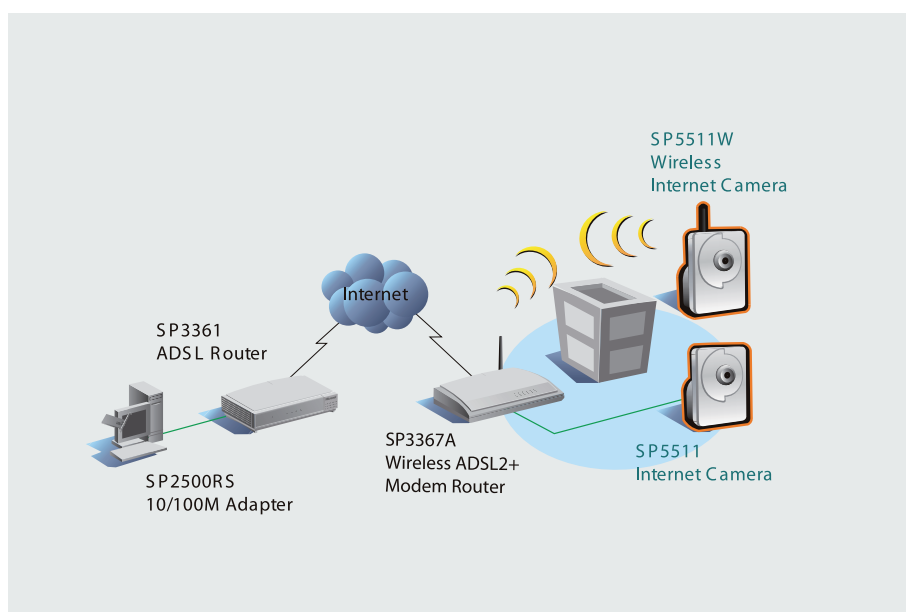 SP5511W
Wireless
Internet Camera
Internet
SP3361
ADSL Router
SP3367A
Wireless ADSL2+
Modem Router
SP5511
Internet Camera
SP2500RS
10/100M Adapter